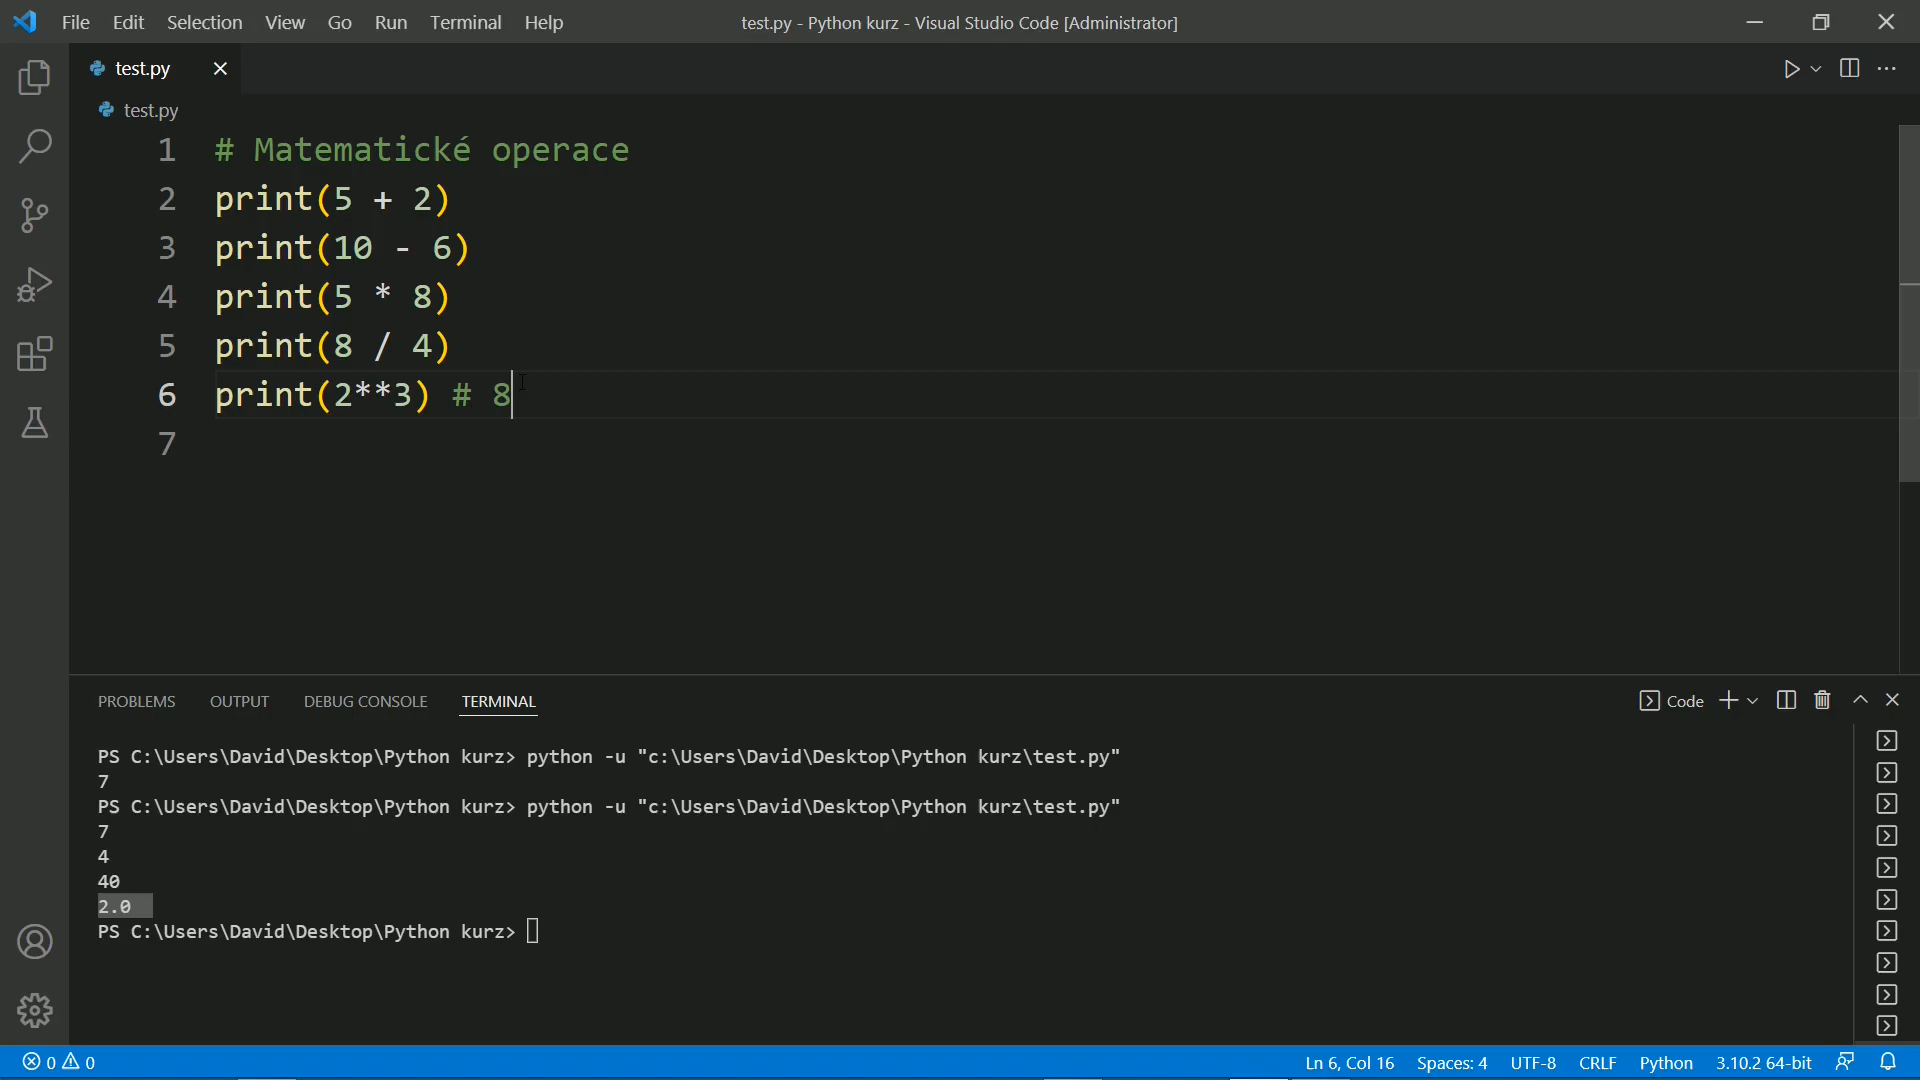 File Edit Selection View Go Run Terminal Help
test.py - Python kurz - Visual Studio Code [Administrator]
test.py
test.py
1 # Matematické operace
2 print(5 + 2)
3 print(10 - 6)
4 print(5 * 8)
5 print(8 / 4)
6 print(2**3) # 8
7
PROBLEMS OUTPUT DEBUG CONSOLE TERMINAL
Code
PS C:\Users\David\Desktop\Python kurz> python -u "c:\Users\David\Desktop\Python kurz\test.py"
7
PS C:\Users\David\Desktop\Python kurz> python -u "c:\Users\David\Desktop\Python kurz\test.py"
7
4
40
2.0
PS C:\Users\David\Desktop\Python kurz>
0 0
Ln 6, Col 16 Spaces: 4 UTF-8 CRLF Python 3.10.2 64-bit